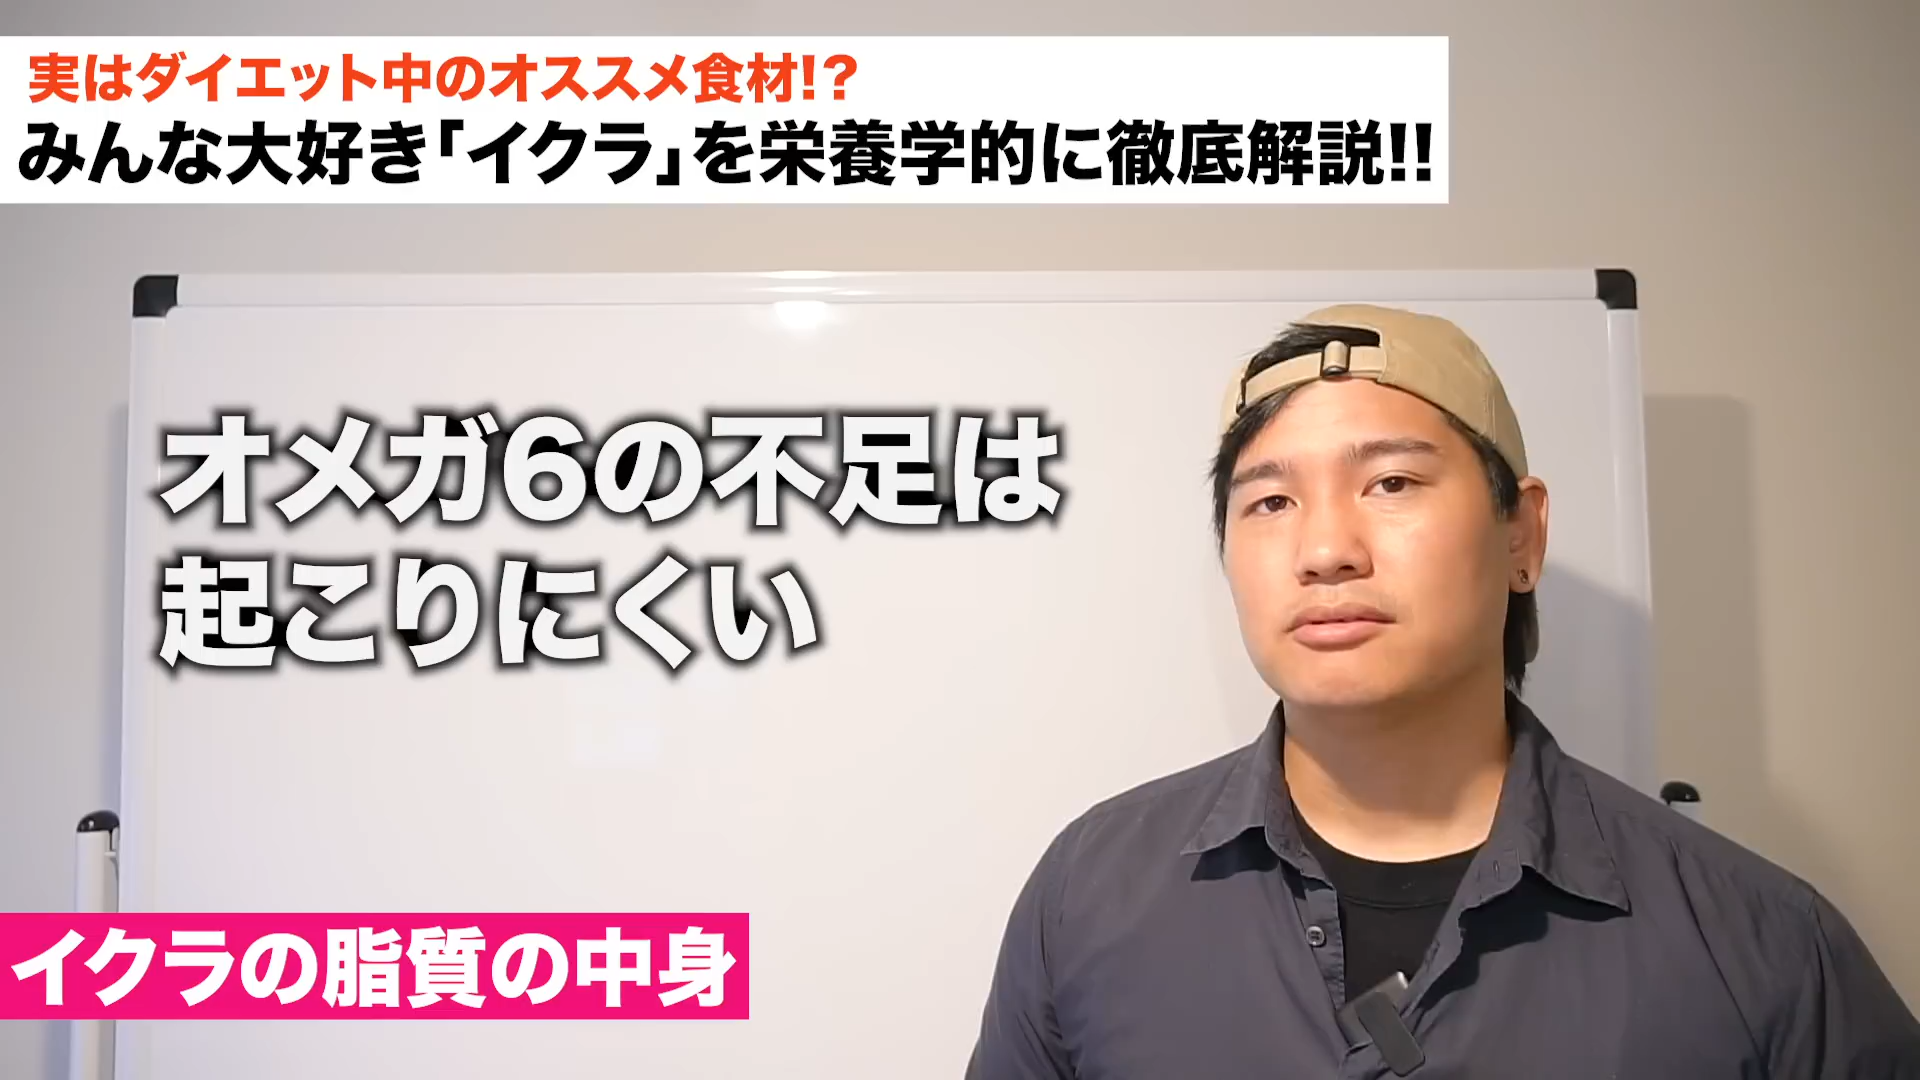 実はダイエット中のオススメ食材!?
みんな大好き「イクラ」を栄養学的に徹底解説!!
オメガ6の不足は
起こりにくい
イクラの脂質の中身